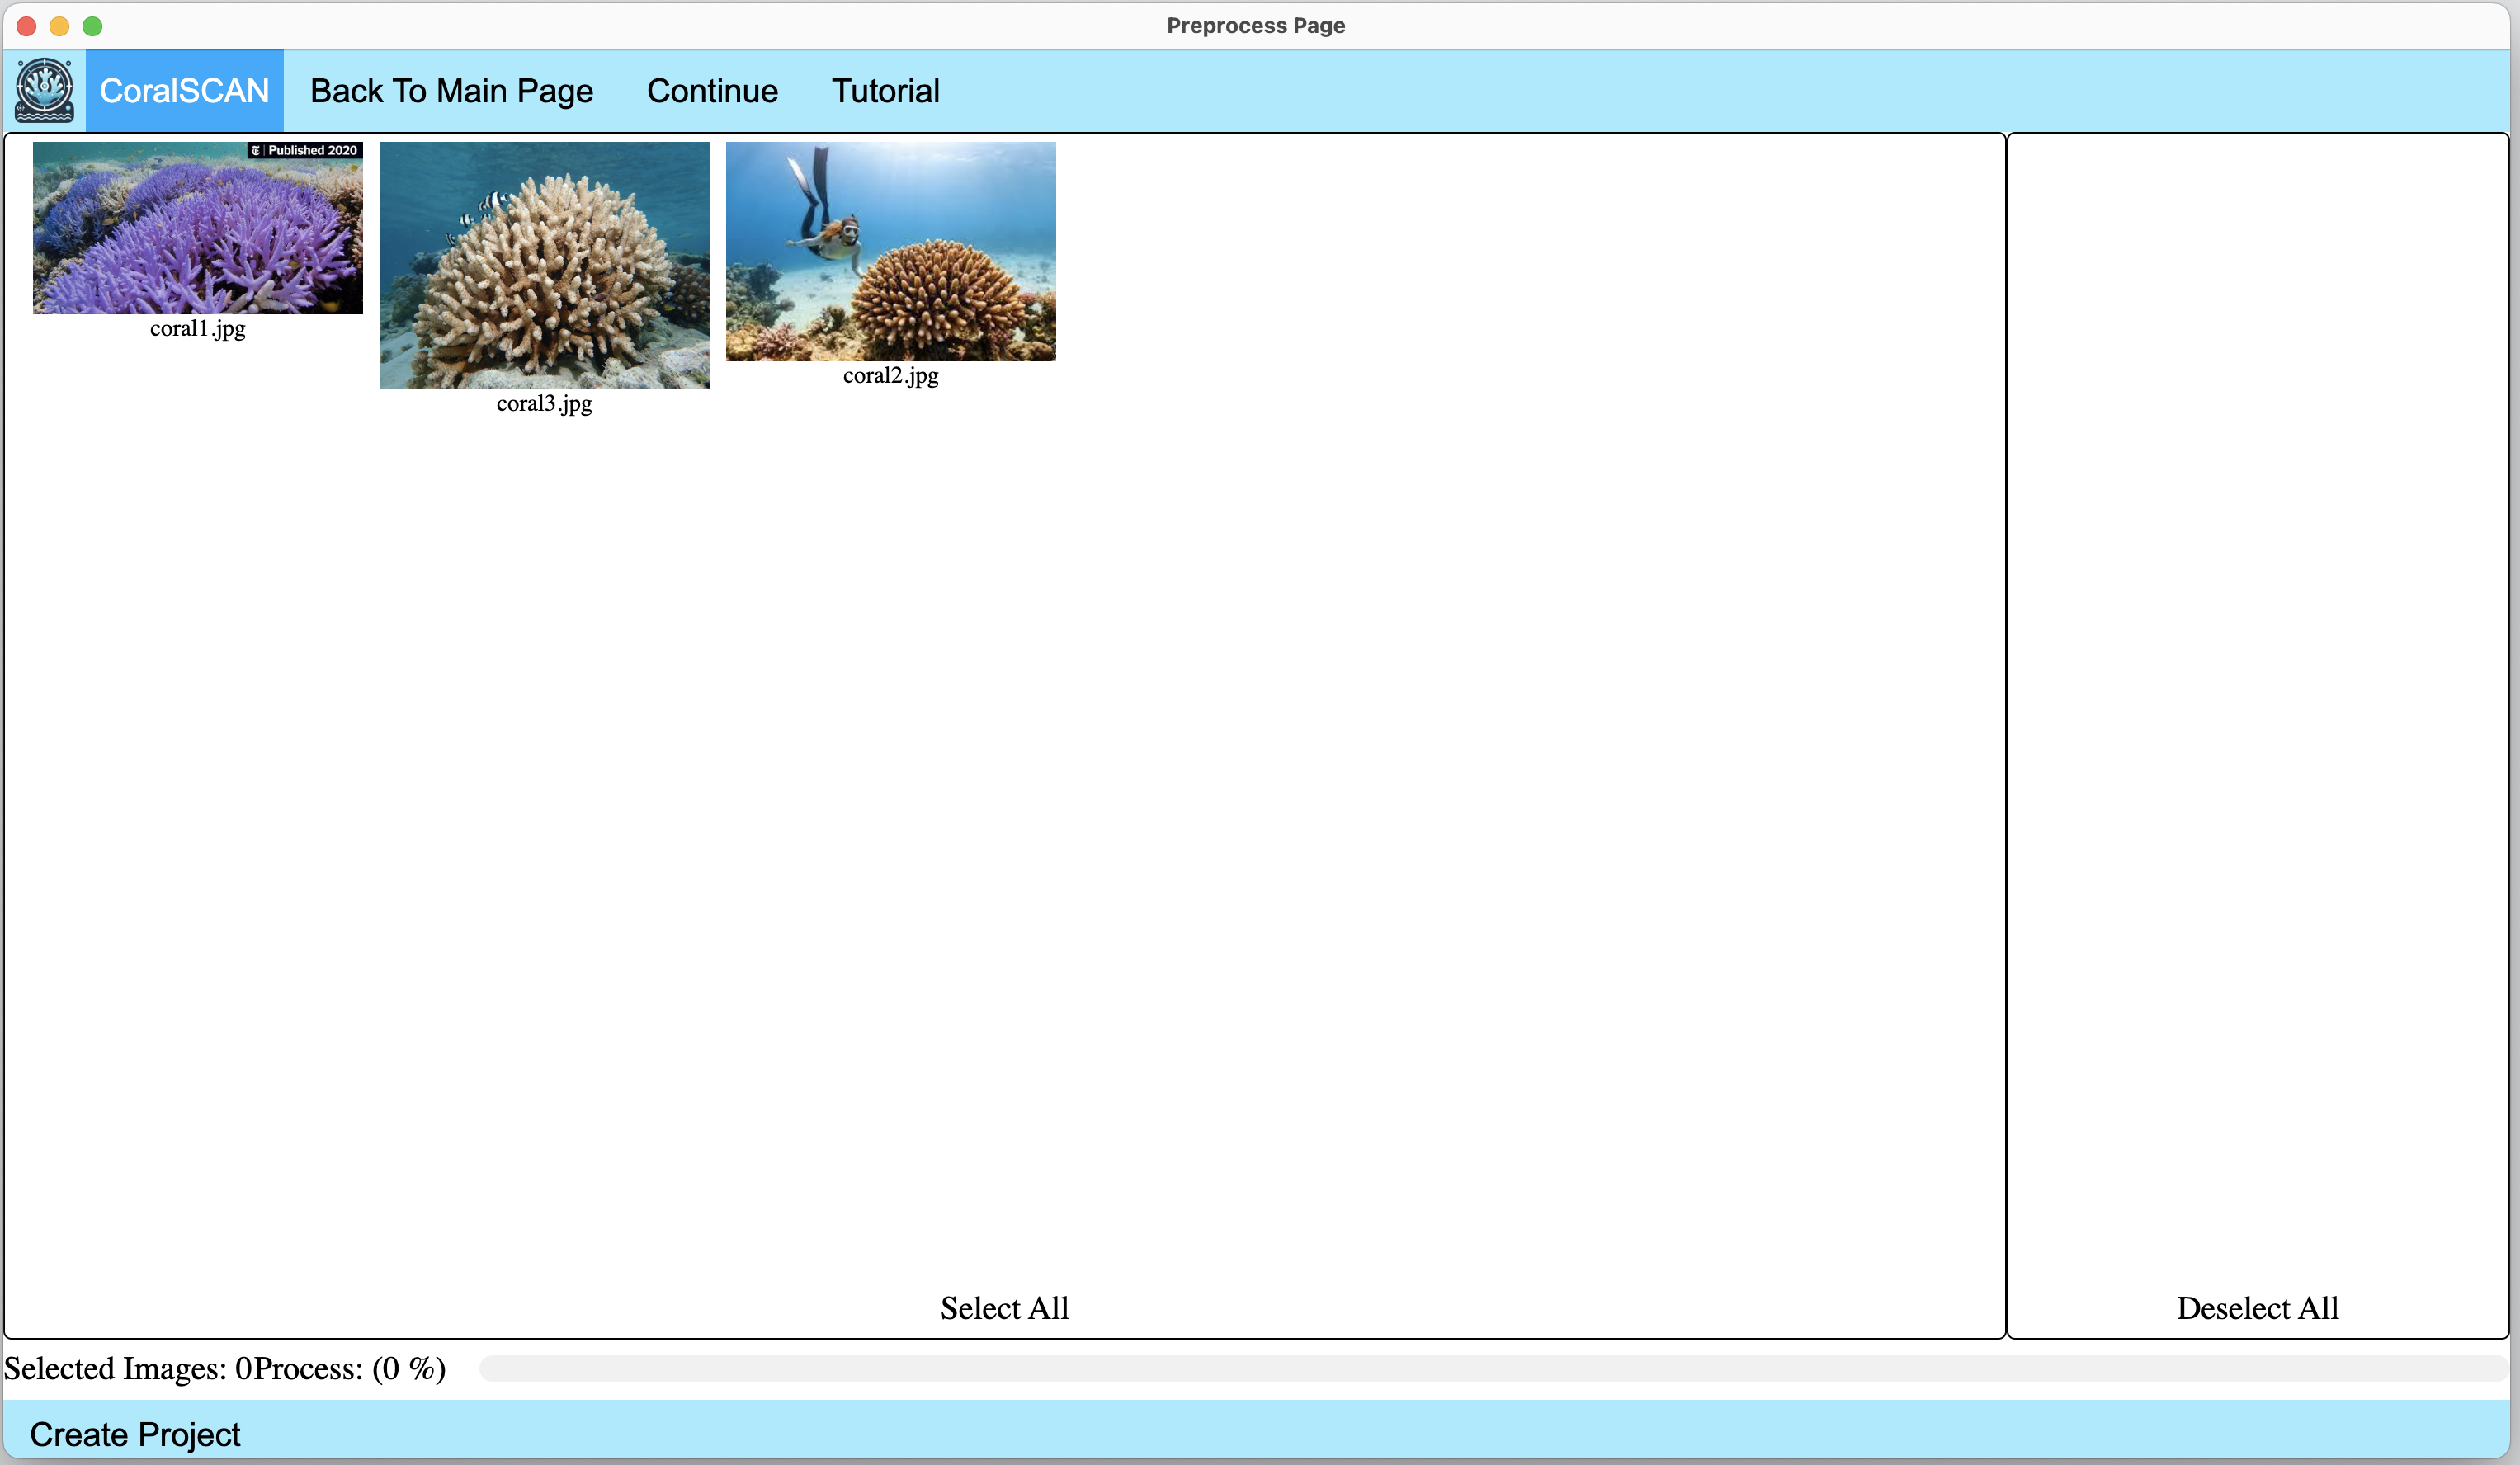 Preprocess Page
CoralSCAN Back To Main Page Continue Tutorial
Published 2020
coral1.jpg
coral3.jpg
coral2.jpg
Select All
Deselect All
Selected Images: 0Process: (0 %)
Create Project